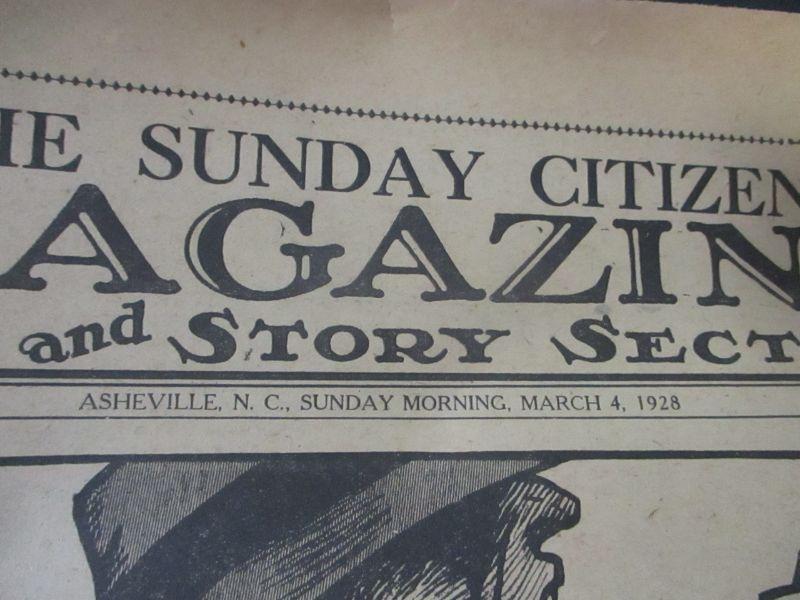 HE SUNDAY CITIZEN
AGAZIN
and STORY SECT
ASHEVILLE, N. C., SUNDAY MORNING, MARCH 4, 1928